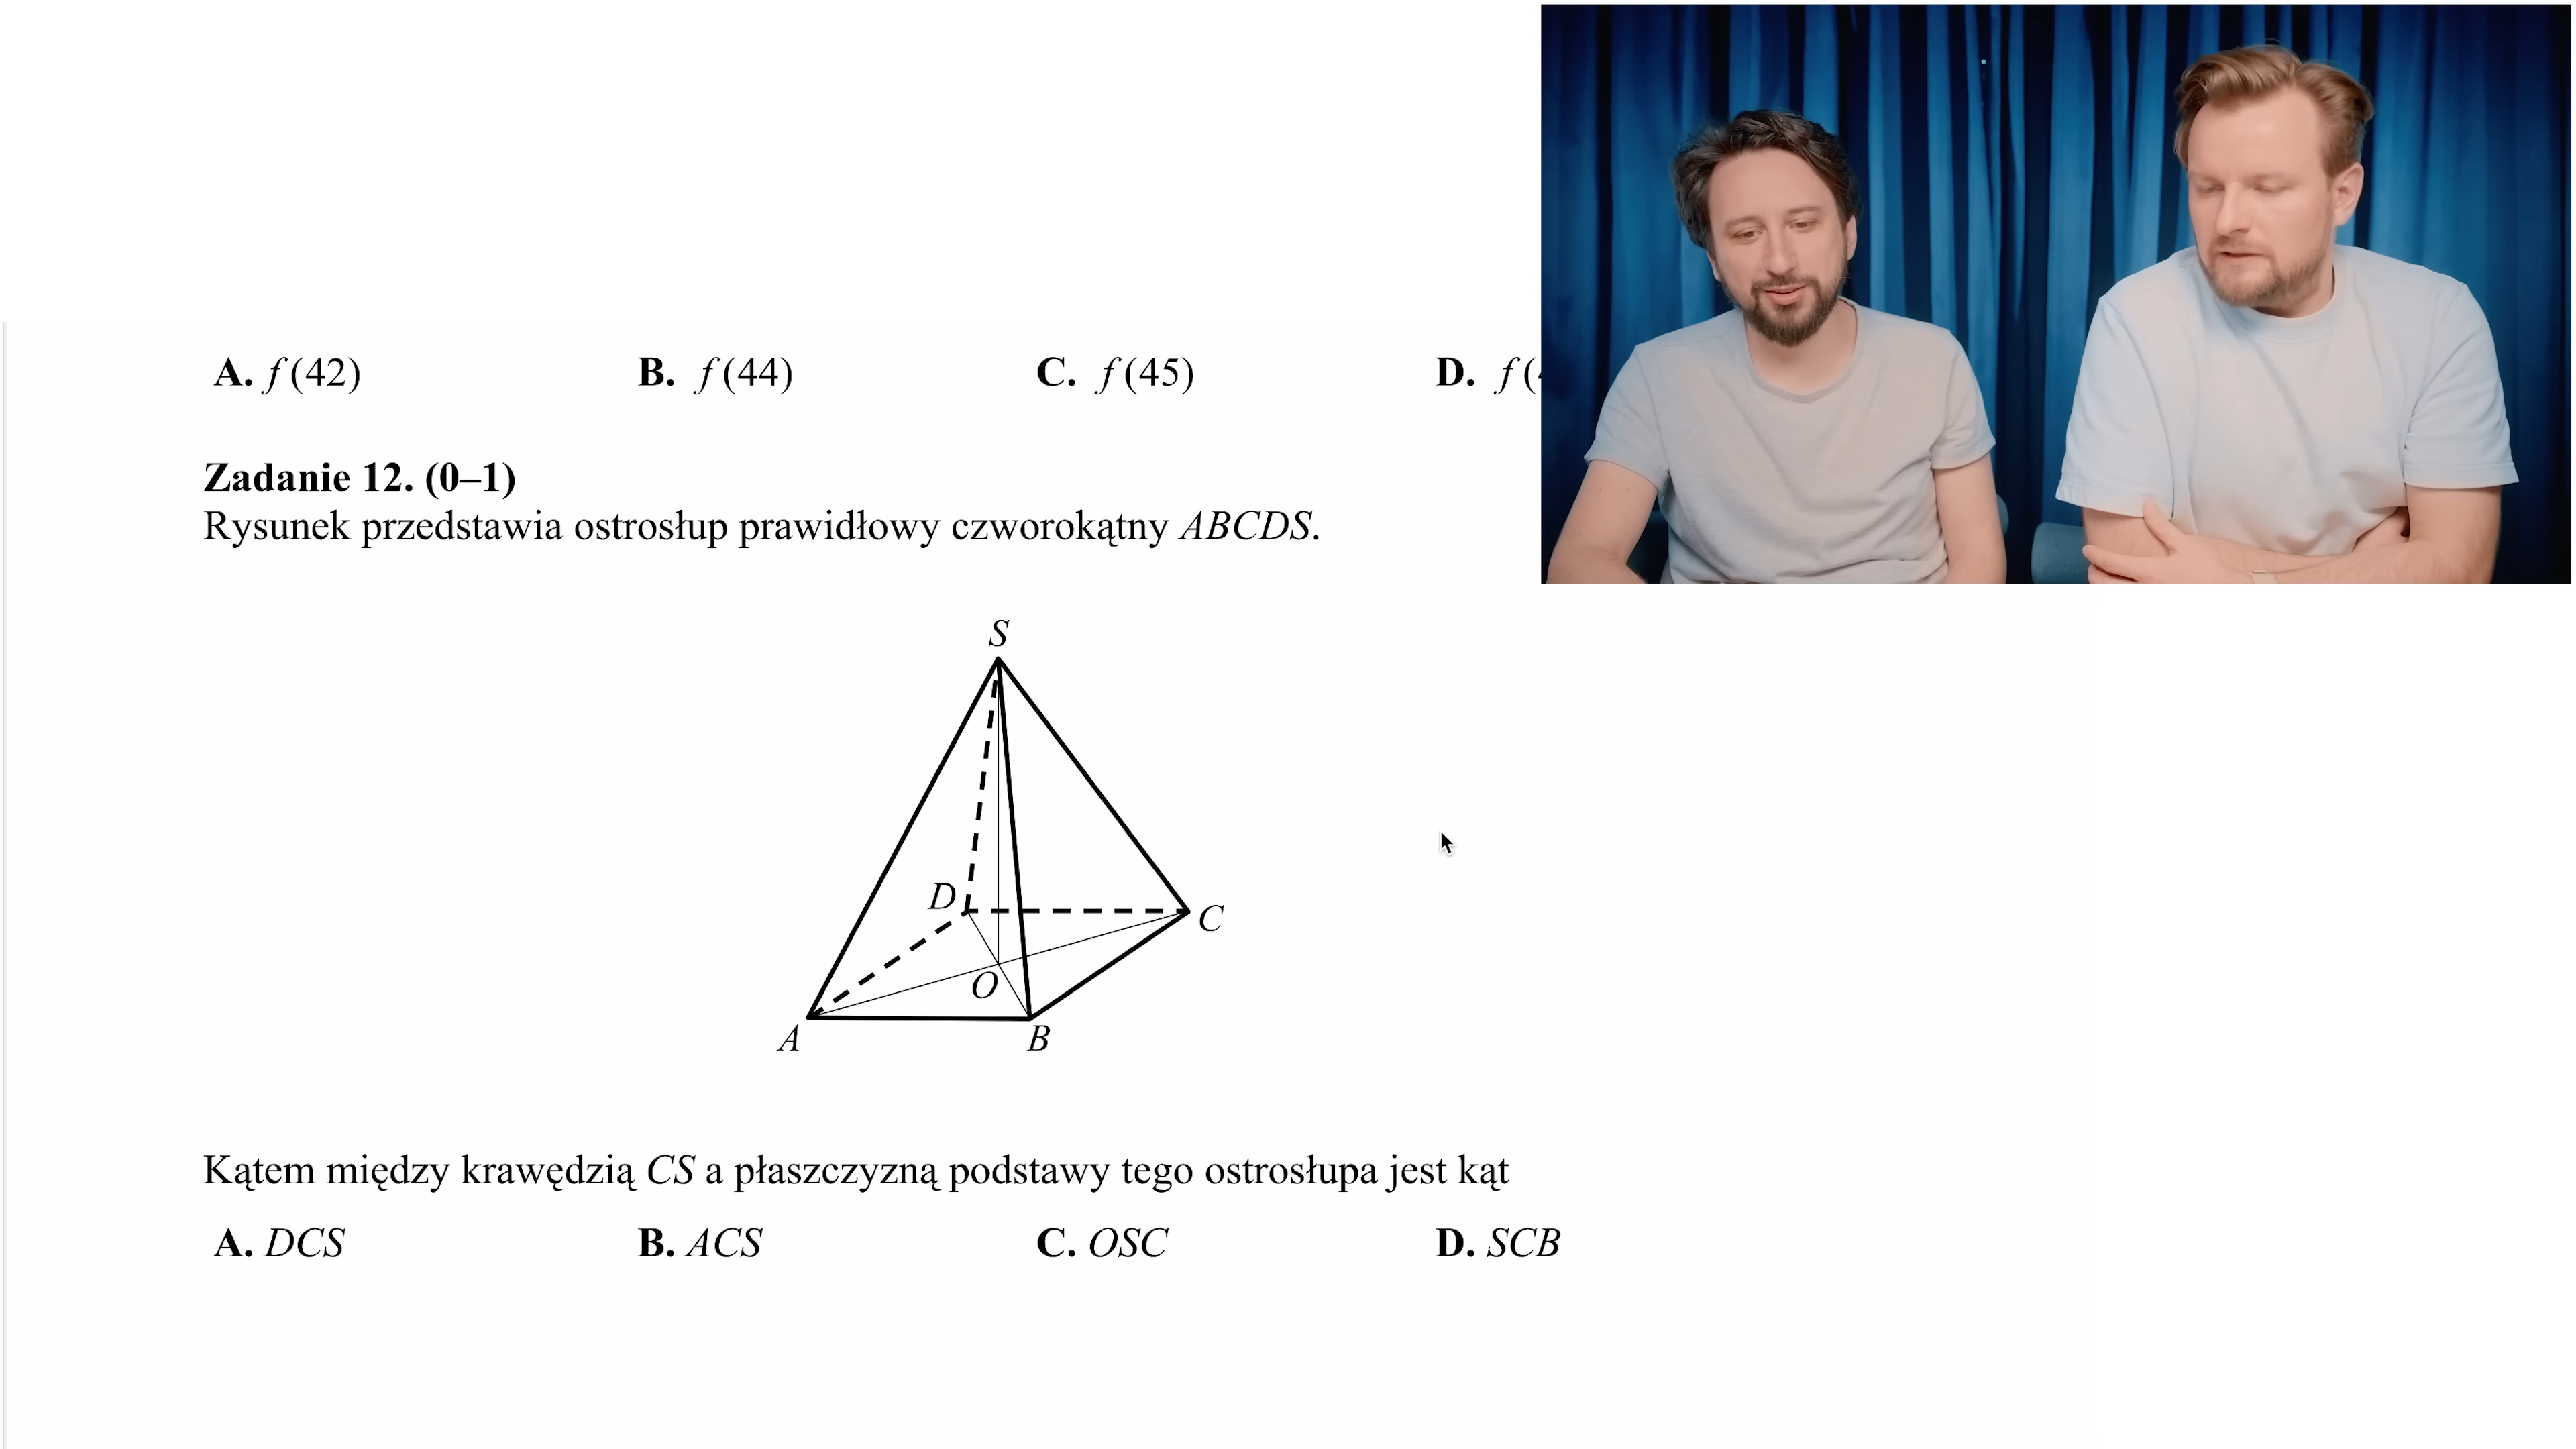 A. f(42) B. f(44) C. f(45) D. f(
Zadanie 12. (0–1)
Rysunek przedstawia ostrosłup prawidłowy czworokątny ABCDS.
S
D
C
O
A
B
Kątem między krawędzią CS a płaszczyzną podstawy tego ostrosłupa jest kąt
A. DCS B. ACS C. OSC D. SCB